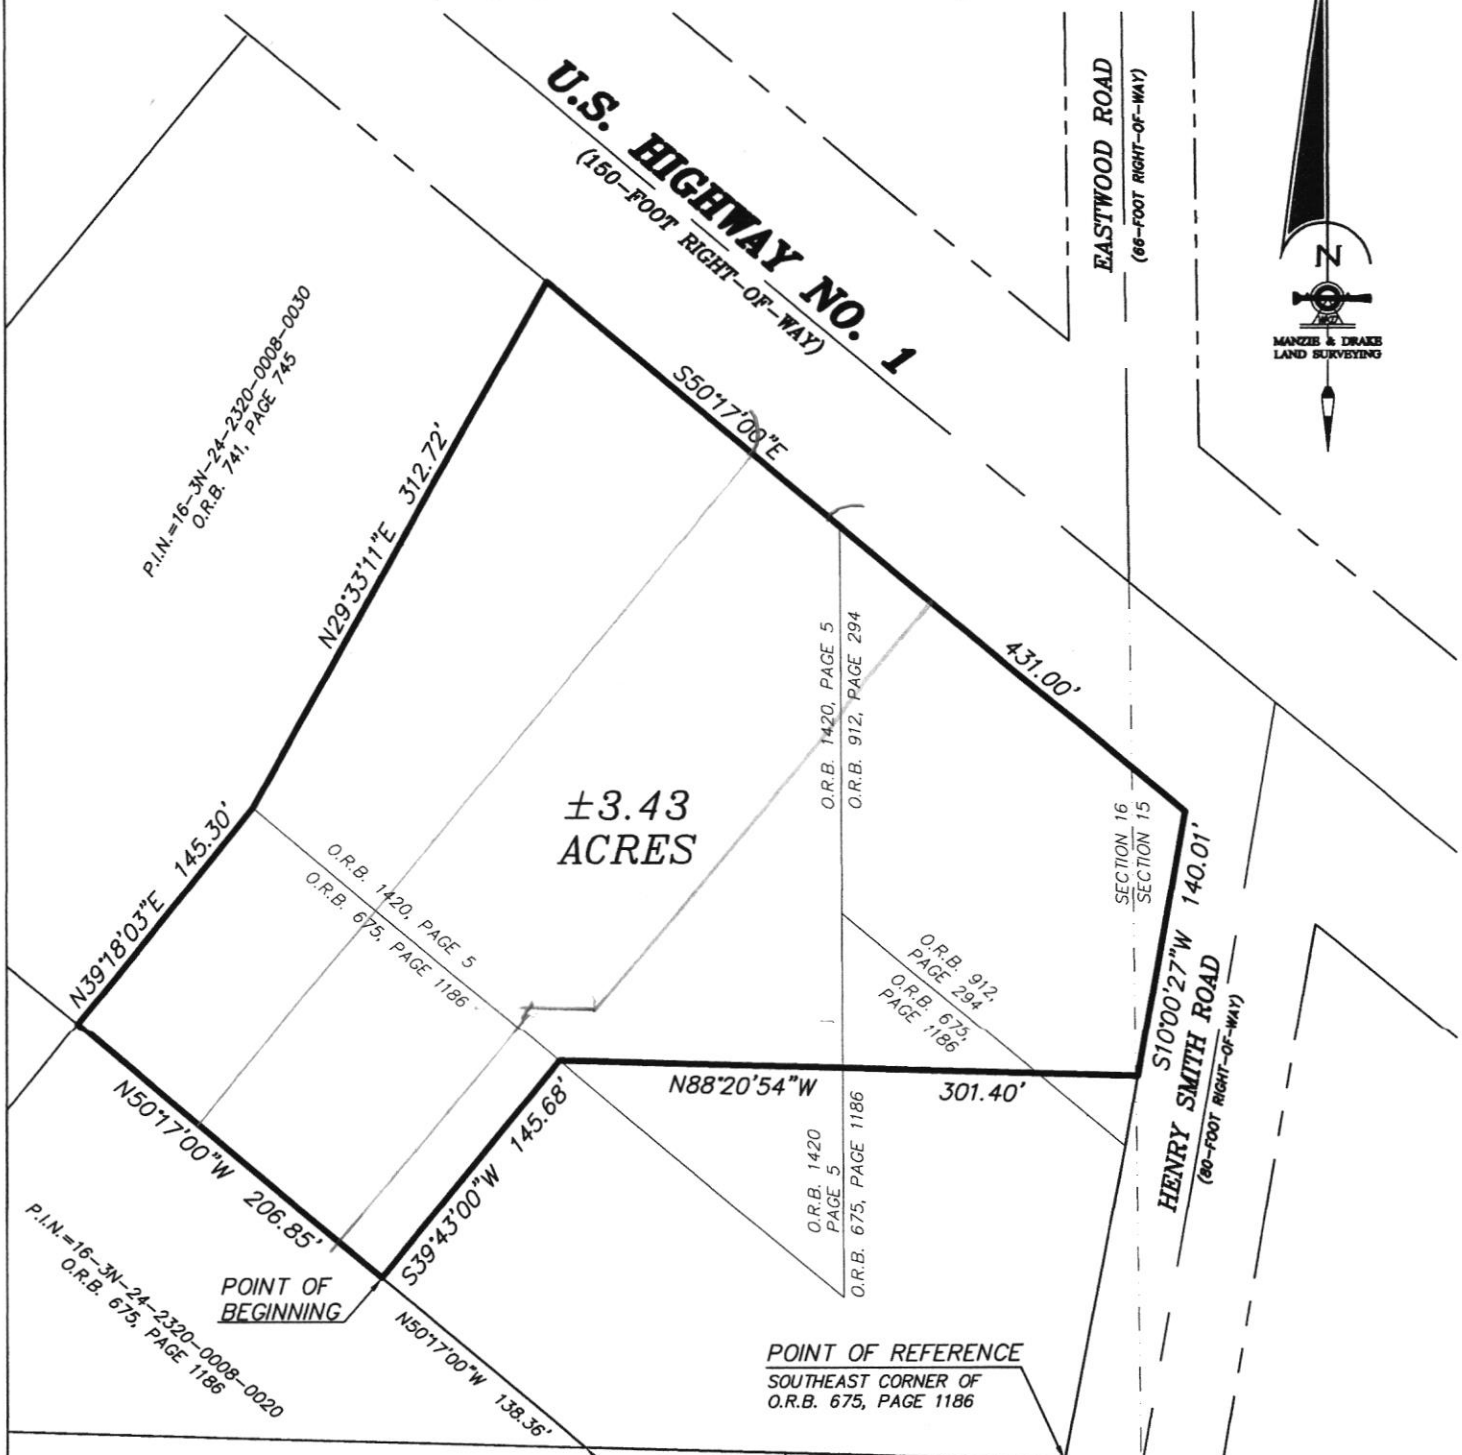 U.S. HIGHWAY NO. 1
(150-FOOT RIGHT-OF-WAY)
EASTWOOD ROAD
(66-FOOT RIGHT-OF-WAY)
N
MANZIE & DRAKE
LAND SURVEYING
P.I.N.=16-3N-24-2320-0008-0030
O.R.B. 741, PAGE 745
N29°33'11"E 312.72'
S50°17'00"E
431.00'
O.R.B. 1420, PAGE 5
O.R.B. 912, PAGE 294
±3.43
ACRES
SECTION 16
SECTION 15
N39°18'03"E 145.30'
O.R.B. 1420, PAGE 5
O.R.B. 675, PAGE 1186
O.R.B. 912,
PAGE 294
O.R.B. 675,
PAGE 1186
S10°00'27"W 140.01'
HENRY SMITH ROAD
(80-FOOT RIGHT-OF-WAY)
N88°20'54"W 301.40'
N50°17'00"W 206.85'
S39°43'00"W 145.68'
O.R.B. 1420
PAGE 5
O.R.B. 675, PAGE 1186
P.I.N.=16-3N-24-2320-0008-0020
O.R.B. 675, PAGE 1186
POINT OF
BEGINNING
N50°17'00"W 138.36'
POINT OF REFERENCE
SOUTHEAST CORNER OF
O.R.B. 675, PAGE 1186